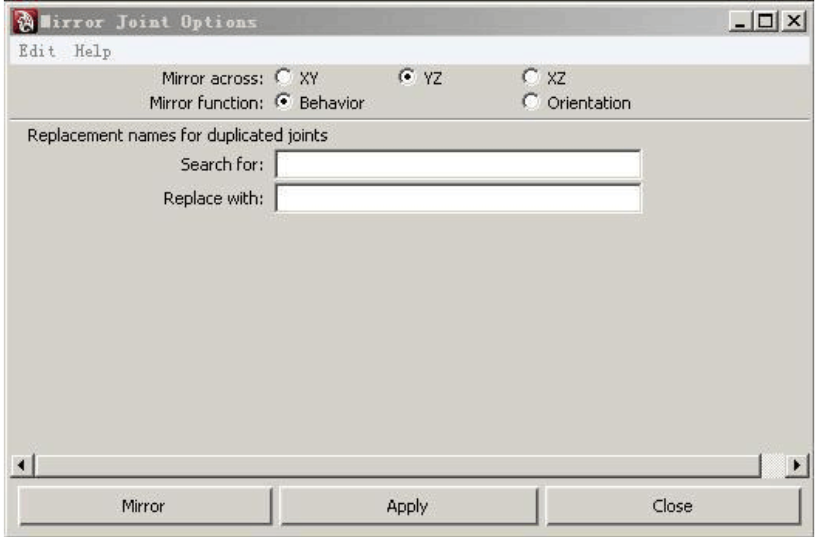 Mirror Joint Options
Edit Help
Mirror across: XY YZ XZ
Mirror function: Behavior Orientation
Replacement names for duplicated joints
Search for:
Replace with:
Mirror Apply Close